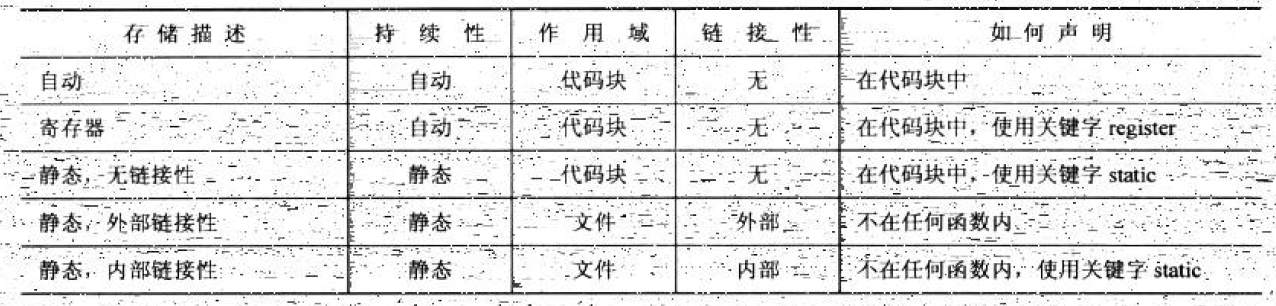 存储描述 持续性 作用域 链接性 如何声明
自动 自动 代码块 无 在代码块中
寄存器 自动 代码块 无 在代码块中，使用关键字 register
静态，无链接性 静态 代码块 无 在代码块中，使用关键字 static
静态，外部链接性 静态 文件 外部 不在任何函数内
静态，内部链接性 静态 文件 内部 不在任何函数内，使用关键字 static